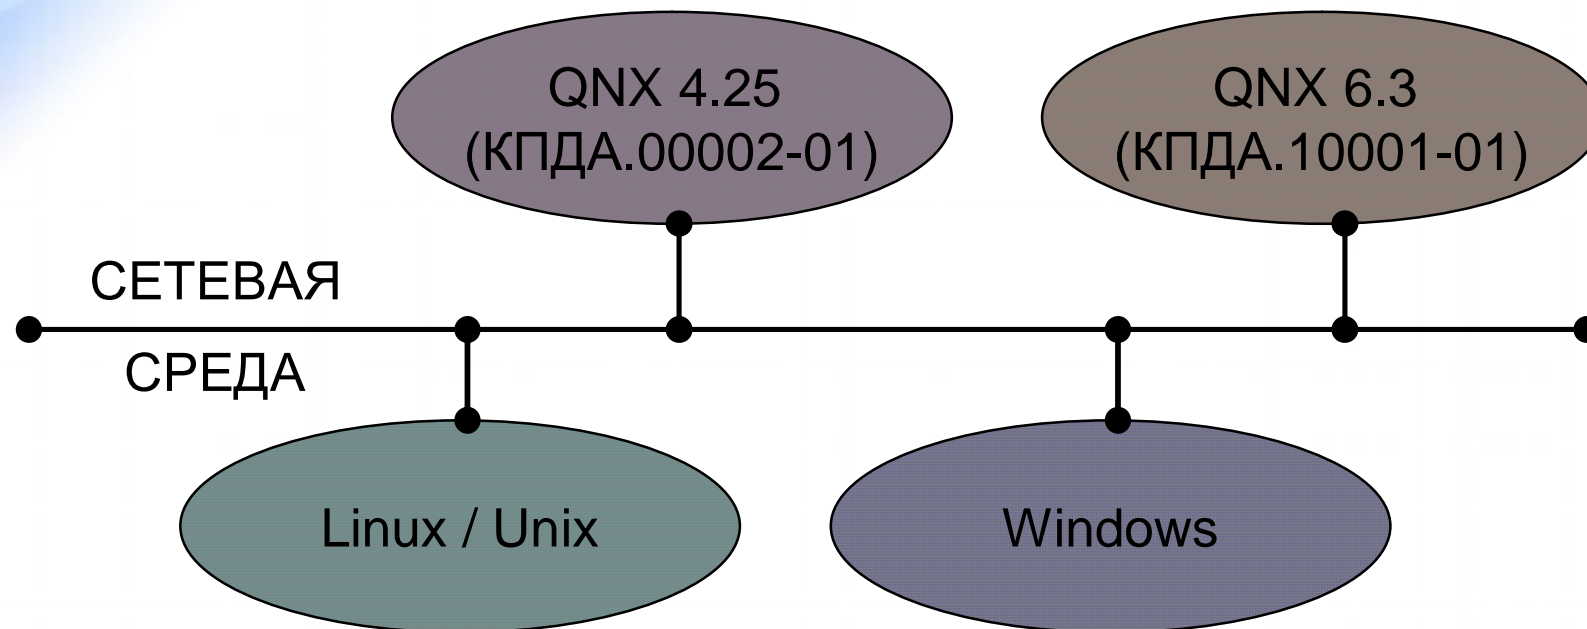 QNX 4.25
(КПДА.00002-01)
QNX 6.3
(КПДА.10001-01)
СЕТЕВАЯ
СРЕДА
Linux / Unix
Windows